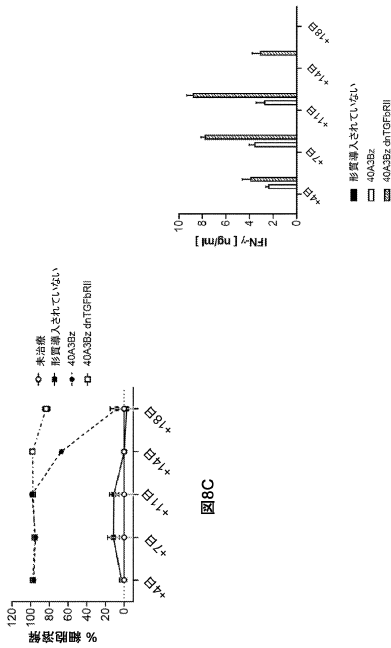 % 細胞溶解
120
100
80
60
40
20
0
+4日
+7日
+11日
+14日
+18日
未治療
形質導入されていない
40A3Bz
40A3Bz dnTGFbRII
図8C
IFN-γ [ ng/ml ]
10
8
6
4
2
0
+4日
+7日
+11日
+14日
+18日
形質導入されていない
40A3Bz
40A3Bz dnTGFbRII